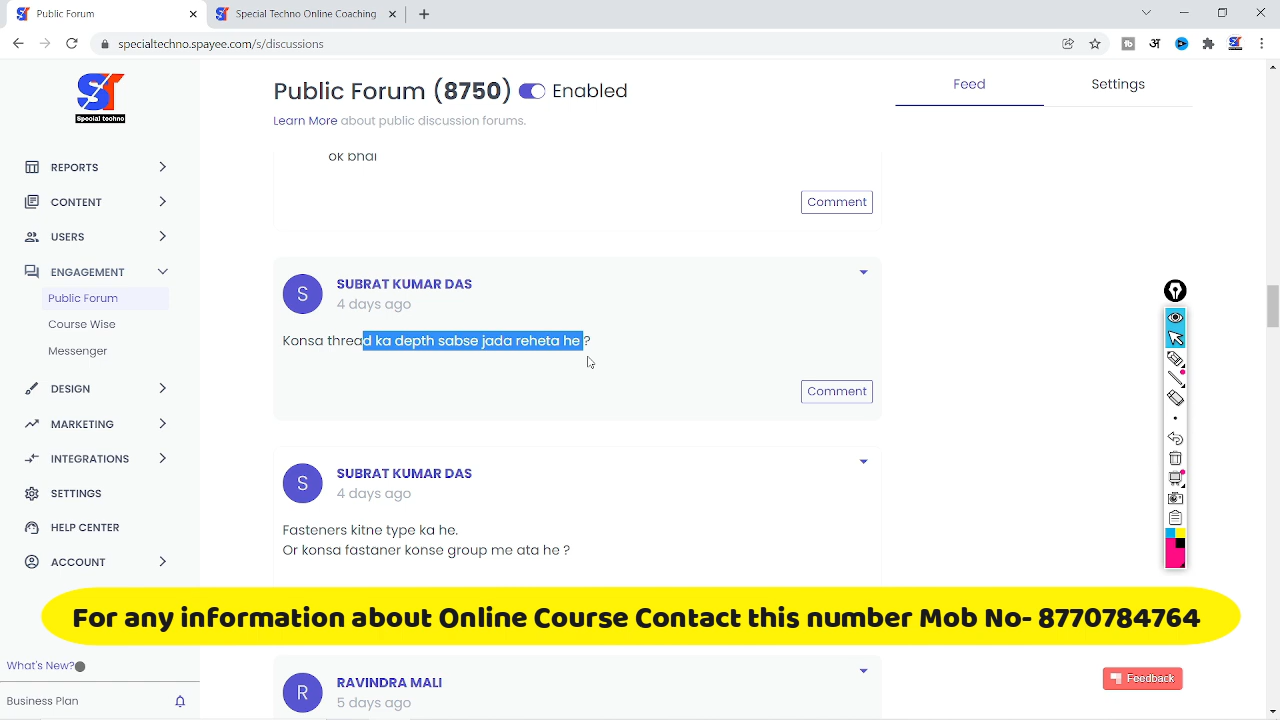 Public Forum
Special Techno Online Coaching
specialtechno.spayee.com/s/discussions
ST
Special techno
REPORTS
CONTENT
USERS
ENGAGEMENT
Public Forum
Course Wise
Messenger
DESIGN
MARKETING
INTEGRATIONS
SETTINGS
HELP CENTER
ACCOUNT
What's New?
Business Plan
Public Forum (8750) Enabled
Learn More about public discussion forums.
Feed
Settings
ok bhai
Comment
S
SUBRAT KUMAR DAS
4 days ago
Konsa thread ka depth sabse jada reheta he ?
Comment
S
SUBRAT KUMAR DAS
4 days ago
Fasteners kitne type ka he.
Or konsa fastaner konse group me ata he ?
For any information about Online Course Contact this number Mob No- 8770784764
R
RAVINDRA MALI
5 days ago
Feedback